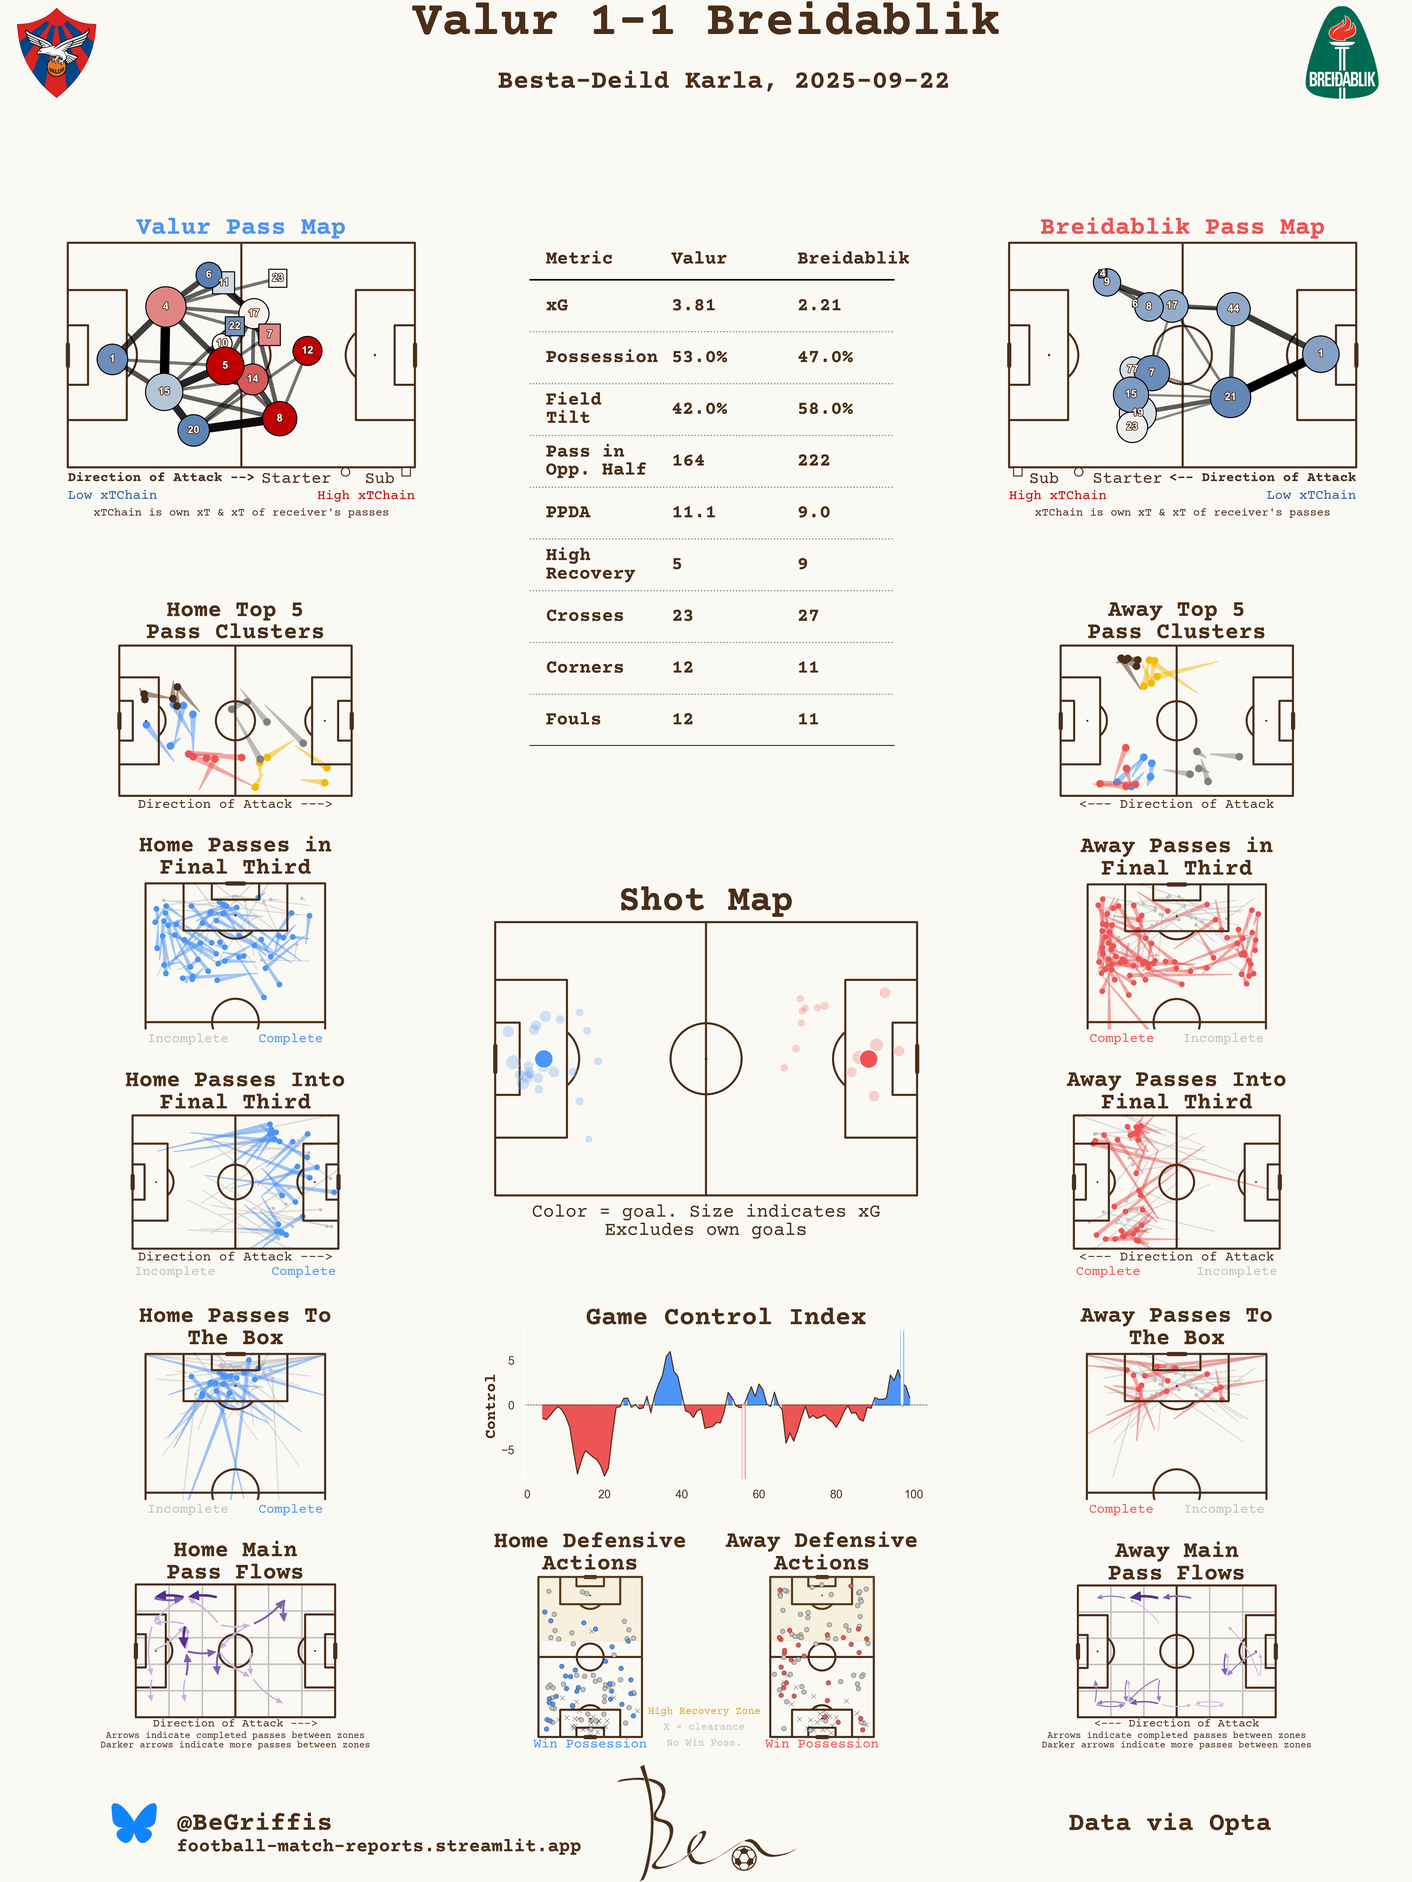 Valur 1-1 Breidablik
Besta-Deild Karla, 2025-09-22
VALUR
BREIÐABLIK
Valur Pass Map
6
11
23
4
17
22
7
10
12
1
5
14
15
8
20
Direction of Attack --> Starter Sub
Low xTChain High xTChain
xTChain is own xT & xT of receiver's passes
Metric Valur Breidablik
xG 3.81 2.21
Possession 53.0% 47.0%
Field
Tilt 42.0% 58.0%
Pass in
Opp. Half 164 222
PPDA 11.1 9.0
High
Recovery 5 9
Crosses 23 27
Corners 12 11
Fouls 12 11
Breidablik Pass Map
4
9
6
8
17
44
1
77
7
15
21
19
23
Sub Starter <-- Direction of Attack
High xTChain Low xTChain
xTChain is own xT & xT of receiver's passes
Home Top 5
Pass Clusters
Direction of Attack --->
Away Top 5
Pass Clusters
<--- Direction of Attack
Home Passes in
Final Third
Incomplete Complete
Away Passes in
Final Third
Complete Incomplete
Shot Map
Color = goal. Size indicates xG
Excludes own goals
Home Passes Into
Final Third
Direction of Attack --->
Incomplete Complete
Away Passes Into
Final Third
<--- Direction of Attack
Complete Incomplete
Home Passes To
The Box
Incomplete Complete
Game Control Index
Control
5
0
−5
0 20 40 60 80 100
Away Passes To
The Box
Complete Incomplete
Home Main
Pass Flows
Direction of Attack --->
Arrows indicate completed passes between zones
Darker arrows indicate more passes between zones
Home Defensive
Actions
Win Possession
Away Defensive
Actions
Win Possession
High Recovery Zone
X = clearance
No Win Poss.
Away Main
Pass Flows
<--- Direction of Attack
Arrows indicate completed passes between zones
Darker arrows indicate more passes between zones
@BeGriffis
football-match-reports.streamlit.app
Ben
Data via Opta